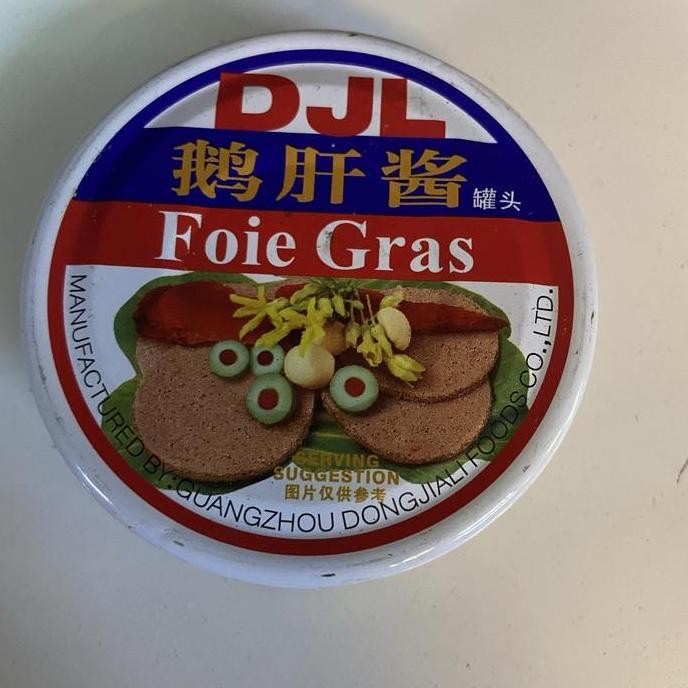 DJL
鹅肝酱
罐头
Foie Gras
SERVING
SUGGESTION
图片仅供参考
MANUFACTURED BY:GUANGZHOU DONGJIALI FOODS CO.,LTD.